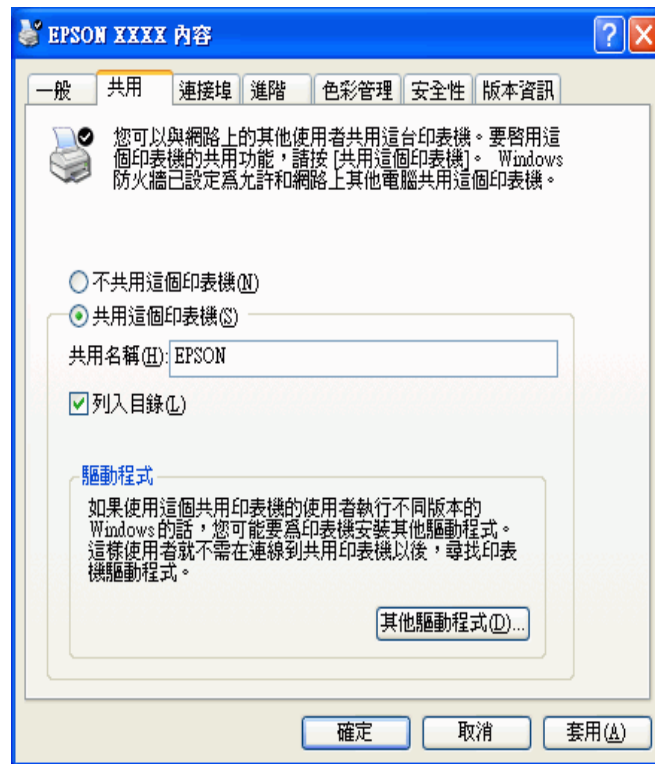 EPSON XXXX 內容
一般 共用 連接埠 進階 色彩管理 安全性 版本資訊
您可以與網路上的其他使用者共用這台印表機。要啓用這
個印表機的共用功能，請按 [共用這個印表機]。 Windows
防火牆已設定爲允許和網路上其他電腦共用這個印表機。
不共用這個印表機(N)
共用這個印表機(S)
共用名稱(H): EPSON
列入目錄(L)
驅動程式
如果使用這個共用印表機的使用者執行不同版本的
Windows 的話，您可能要爲印表機安裝其他驅動程式。
這樣使用者就不需在連線到共用印表機以後，尋找印表
機驅動程式。
其他驅動程式(D)...
確定 取消 套用(A)